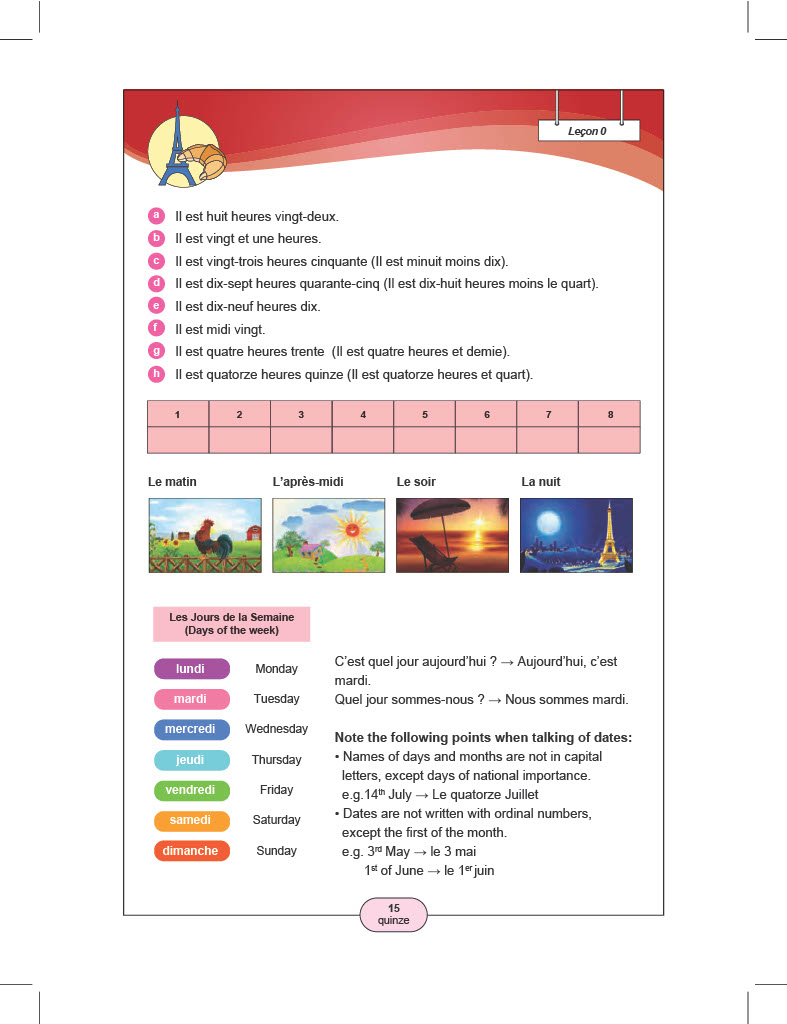 Leçon 0
a Il est huit heures vingt-deux.
b Il est vingt et une heures.
c Il est vingt-trois heures cinquante (Il est minuit moins dix).
d Il est dix-sept heures quarante-cinq (Il est dix-huit heures moins le quart).
e Il est dix-neuf heures dix.
f Il est midi vingt.
g Il est quatre heures trente (Il est quatre heures et demie).
h Il est quatorze heures quinze (Il est quatorze heures et quart).
1 2 3 4 5 6 7 8
Le matin L'après-midi Le soir La nuit
Les Jours de la Semaine
(Days of the week)
lundi Monday
mardi Tuesday
mercredi Wednesday
jeudi Thursday
vendredi Friday
samedi Saturday
dimanche Sunday
C'est quel jour aujourd'hui ? → Aujourd'hui, c'est
mardi.
Quel jour sommes-nous ? → Nous sommes mardi.
Note the following points when talking of dates:
• Names of days and months are not in capital
letters, except days of national importance.
e.g.14th July → Le quatorze Juillet
• Dates are not written with ordinal numbers,
except the first of the month.
e.g. 3rd May → le 3 mai
1st of June → le 1er juin
15
quinze